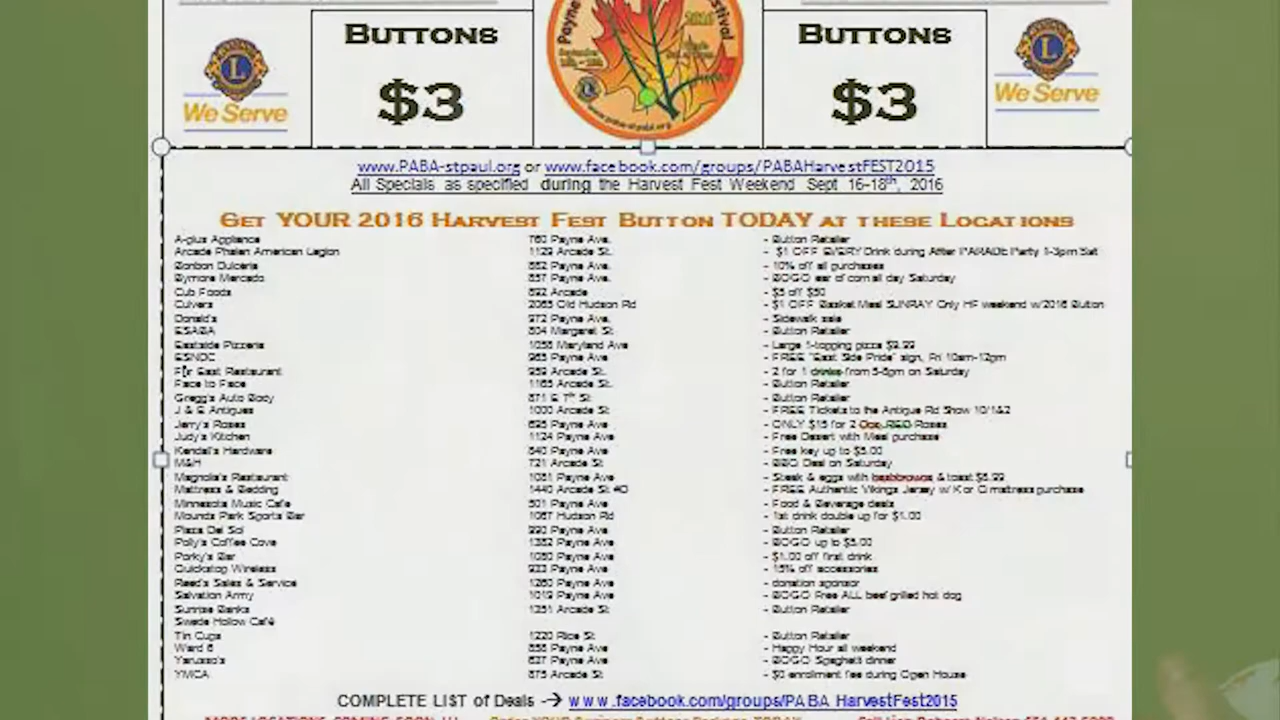 BUTTONS
$3
We Serve
L
Payne
2016
BUTTONS
$3
We Serve
L
www.PABA-stpaul.org or www.facebook.com/groups/PABAHarvestFEST2015
All Specials as specified during the Harvest Fest Weekend Sept 16-18th, 2016
GET YOUR 2016 HARVEST FEST BUTTON TODAY AT THESE LOCATIONS
A-plus Appliance 760 Payne Ave. - Button Retailer
Arcade Phalen American Legion 1129 Arcade St. - $1 OFF EVERY Drink during After PARADE Party 1-3pm Sat
Bonbon Dulceria 882 Payne Ave. - 10% off all purchases
Bymore Mercado 857 Payne Ave. - BOGO ear of corn all day Saturday
Cub Foods 892 Arcade - $5 off $50
Culvers 2065 Old Hudson Rd - $1 OFF Basket Meal SUNRAY Only HF weekend w/2016 Button
Donald's 972 Payne Ave. - Sidewalk sale
ESABA 804 Margaret St. - Button Retailer
Eastside Pizzeria 1058 Maryland Ave - Large 1-topping pizza $9.99
ESNDC 965 Payne Ave - FREE "East Side Pride" sign, Fri 10am-12pm
Far East Restaurant 959 Arcade St. - 2 for 1 drinks from 5-8pm on Saturday
Face to Face 1165 Arcade St. - Button Retailer
Gregg's Auto Body 871 E 7th St - Button Retailer
J & E Antiques 1000 Arcade St - FREE Tickets to the Antique Rd Show 10/1&2
Jerry's Roses 695 Payne Ave - ONLY $15 for 2 Doz RED Roses
Judy's Kitchen 1124 Payne Ave - Free Desert with Meal purchase
Kendall's Hardware 840 Payne Ave - Free key up to $5.00
M&H 721 Arcade St - BBQ Deal on Saturday
Magnolia's Restaurant 1081 Payne Ave - Steak & eggs with hashbrowns & toast $8.99
Mattress & Bedding 1440 Arcade St. #D - FREE Authentic Vikings Jersey w/ K or Q mattress purchase
Minnesota Music Café 501 Payne Ave - Food & Beverage deals
Mounds Park Sports Bar 1067 Hudson Rd - 1st drink double up for $1.00
Plaza Del Sol 990 Payne Ave - Button Retailer
Polly's Coffee Cove 1382 Payne Ave - BOGO up to $5.00
Porky's Bar Payne Ave - $1.00 off first drink
Quickstop Wireless 923 Payne Ave - 15% off accessories
Reed's Sales & Service 1260 Payne Ave - donation sponsor
Salvation Army 1019 Payne Ave - BOGO Free ALL beef grilled hot dog
Sunrise Banks Arcade St - Button Retailer
Swede Hollow Café
Tin Cups 1220 Rice St - Button Retailer
Ward 6 858 Payne Ave - Happy Hour all weekend
Yarusso's 637 Payne Ave - BOGO Spaghetti dinner
YMCA 875 Arcade St - $0 enrollment fee during Open House
COMPLETE LIST of Deals → www.facebook.com/groups/PABA HarvestFest2015